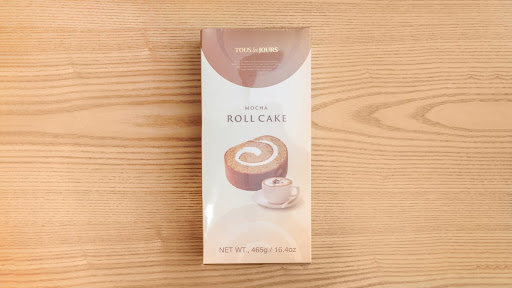 TOUS les JOURS
MOCHA
ROLL CAKE
NET WT., 465g / 16.4oz